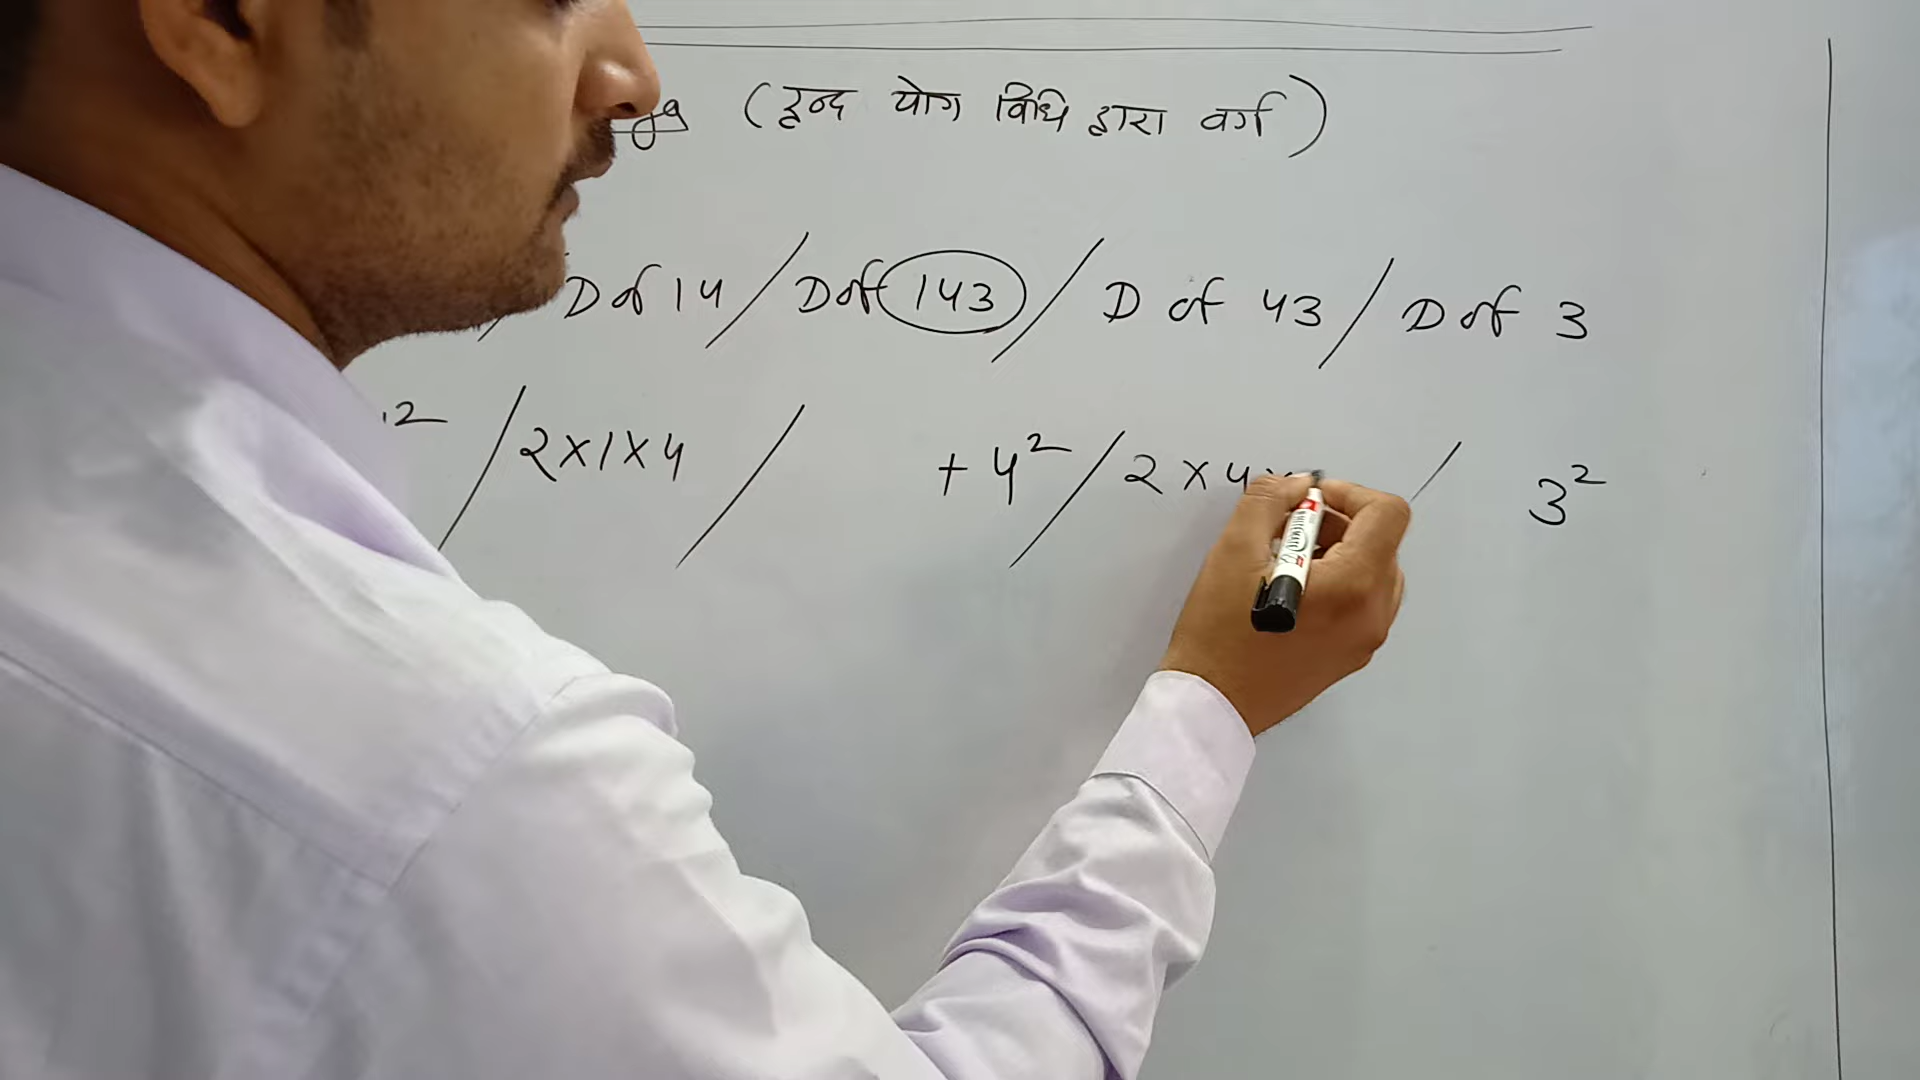 (द्वन्द योग विधि द्वारा वर्ग)
D of 14 / D of 143 / D of 43 / D of 3
2 / 2×1×4 / + 4² / 2×4× / 3²